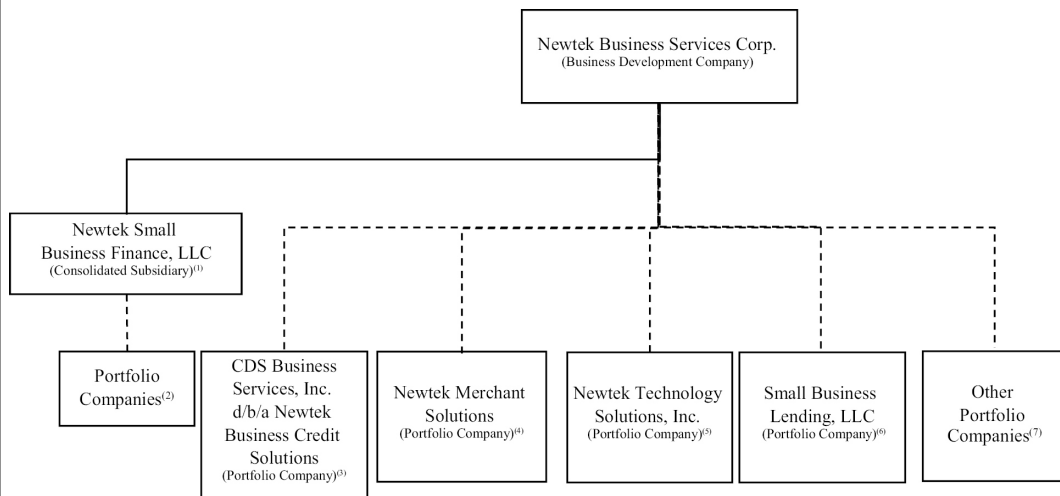 Newtek Business Services Corp.
(Business Development Company)
Newtek Small
Business Finance, LLC
(Consolidated Subsidiary)(1)
Portfolio
Companies(2)
CDS Business
Services, Inc.
d/b/a Newtek
Business Credit
Solutions
(Portfolio Company)(3)
Newtek Merchant
Solutions
(Portfolio Company)(4)
Newtek Technology
Solutions, Inc.
(Portfolio Company)(5)
Small Business
Lending, LLC
(Portfolio Company)(6)
Other
Portfolio
Companies(7)